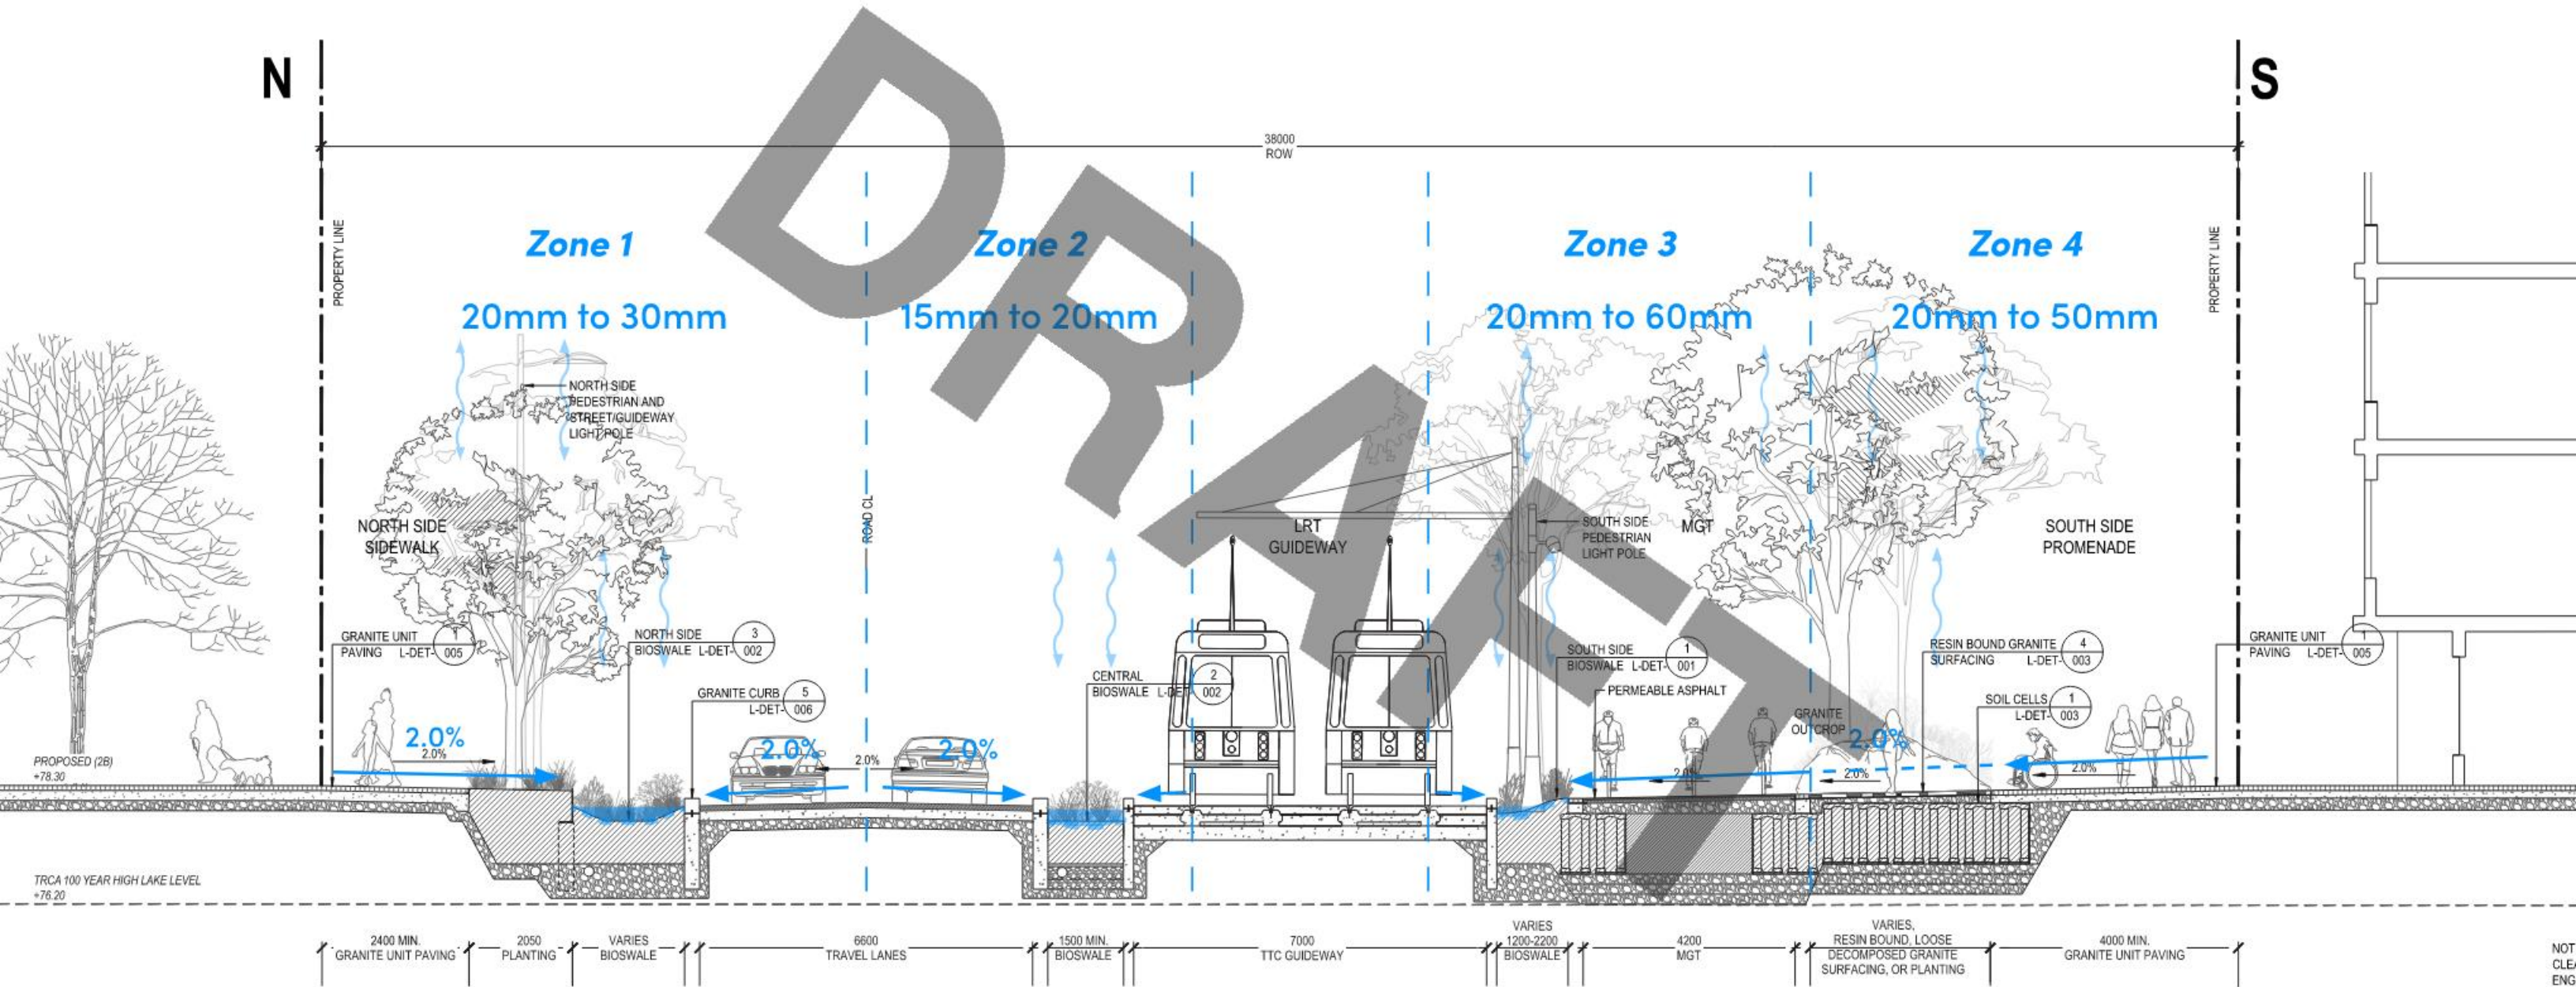 N
S
38000
ROW
PROPERTY LINE
PROPERTY LINE
Zone 1
Zone 2
Zone 3
Zone 4
20mm to 30mm
15mm to 20mm
20mm to 60mm
20mm to 50mm
DRAFT
NORTH SIDE
PEDESTRIAN AND
STREET/GUIDEWAY
LIGHT POLE
ROAD CL
NORTH SIDE
SIDEWALK
LRT
GUIDEWAY
SOUTH SIDE
PEDESTRIAN
LIGHT POLE
MGT
SOUTH SIDE
PROMENADE
GRANITE UNIT
PAVING L-DET-
1
005
NORTH SIDE
BIOSWALE L-DET-
3
002
GRANITE CURB
L-DET-
5
006
CENTRAL
BIOSWALE L-DET-
2
002
SOUTH SIDE
BIOSWALE L-DET-
1
001
PERMEABLE ASPHALT
GRANITE
OUTCROP
RESIN BOUND GRANITE
SURFACING L-DET-
4
003
SOIL CELLS
L-DET-
1
003
GRANITE UNIT
PAVING L-DET-
1
005
2.0%
2.0%
2.0%
2.0%
2.0%
2.0%
2.0%
2.0%
2.0%
PROPOSED (2B)
+78.30
TRCA 100 YEAR HIGH LAKE LEVEL
+76.20
2400 MIN.
GRANITE UNIT PAVING
2050
PLANTING
VARIES
BIOSWALE
6600
TRAVEL LANES
1500 MIN.
BIOSWALE
7000
TTC GUIDEWAY
VARIES
1200-2200
BIOSWALE
4200
MGT
VARIES,
RESIN BOUND, LOOSE
DECOMPOSED GRANITE
SURFACING, OR PLANTING
4000 MIN.
GRANITE UNIT PAVING